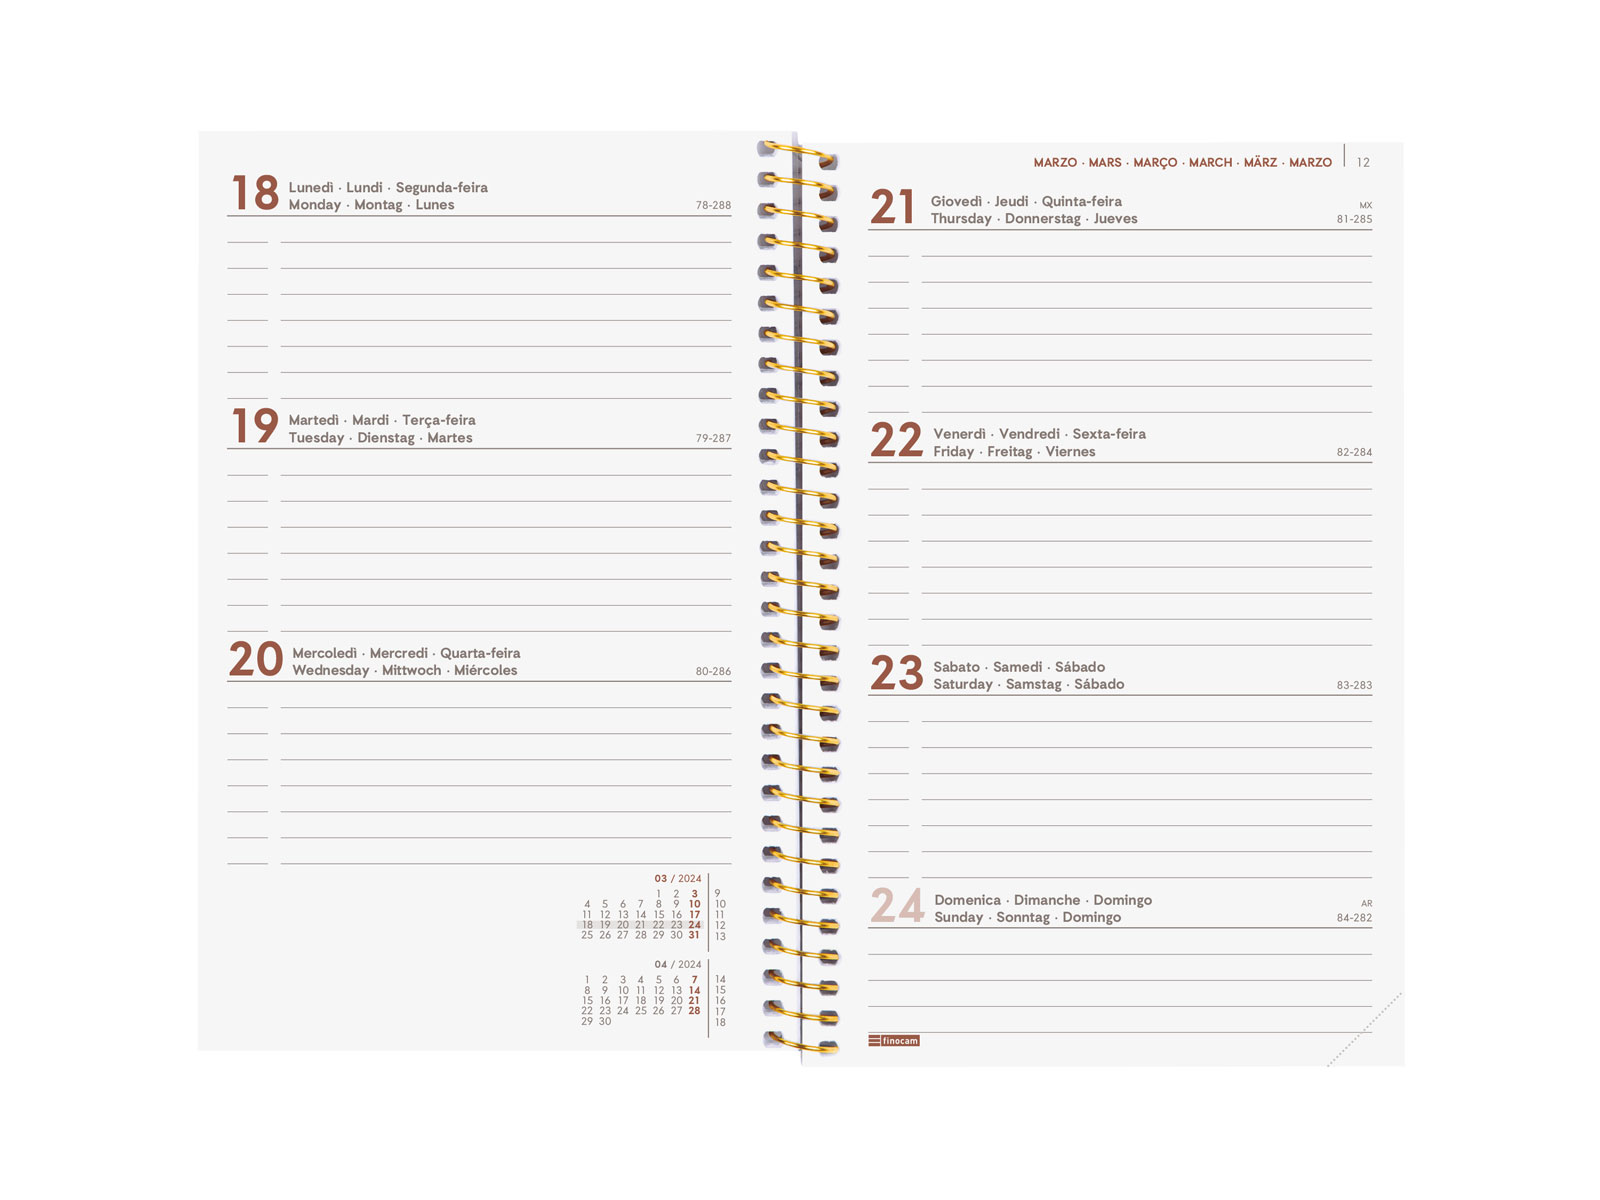 18 Lunedì · Lundi · Segunda-feira
Monday · Montag · Lunes 78-288
19 Martedì · Mardi · Terça-feira
Tuesday · Dienstag · Martes 79-287
20 Mercoledì · Mercredi · Quarta-feira
Wednesday · Mittwoch · Miércoles 80-286
03 / 2024
1 2 3 9
4 5 6 7 8 9 10 10
11 12 13 14 15 16 17 11
18 19 20 21 22 23 24 12
25 26 27 28 29 30 31 13
04 / 2024
1 2 3 4 5 6 7 14
8 9 10 11 12 13 14 15
15 16 17 18 19 20 21 16
22 23 24 25 26 27 28 17
29 30 18
MARZO · MARS · MARÇO · MARCH · MÄRZ · MARZO 12
21 Giovedì · Jeudi · Quinta-feira MX
Thursday · Donnerstag · Jueves 81-285
22 Venerdì · Vendredi · Sexta-feira
Friday · Freitag · Viernes 82-284
23 Sabato · Samedi · Sábado
Saturday · Samstag · Sábado 83-283
24 Domenica · Dimanche · Domingo AR
Sunday · Sonntag · Domingo 84-282
finocam